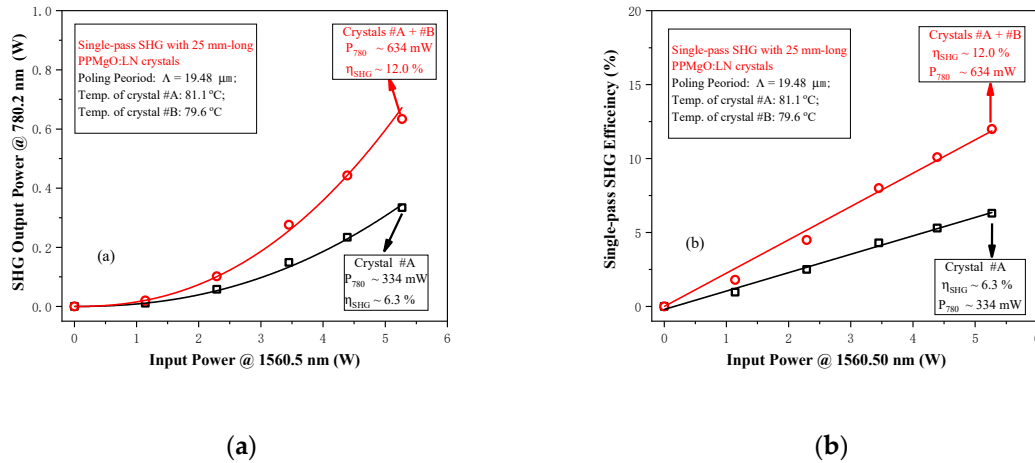 SHG Output Power @ 780.2 nm (W)
1.0
0.8
0.6
0.4
0.2
0.0
Single-pass SHG with 25 mm-long
PPMgO:LN crystals
Poling Peoriod: Λ = 19.48 μm;
Temp. of crystal #A: 81.1 °C;
Temp. of crystal #B: 79.6 °C
Crystals #A + #B
P780 ~ 634 mW
ηSHG ~ 12.0 %
(a)
Crystal #A
P780 ~ 334 mW
ηSHG ~ 6.3 %
0 1 2 3 4 5 6
Input Power @ 1560.5 nm (W)
(a)
Single-pass SHG Efficeincy (%)
20
15
10
5
0
Single-pass SHG with 25 mm-long
PPMgO:LN crystals
Poling Peoriod: Λ = 19.48 μm;
Temp. of crystal #A: 81.1 °C;
Temp. of crystal #B: 79.6 °C
Crystals #A + #B
ηSHG ~ 12.0 %
P780 ~ 634 mW
(b)
Crystal #A
ηSHG ~ 6.3 %
P780 ~ 334 mW
0 1 2 3 4 5
Input Power @ 1560.50 nm (W)
(b)